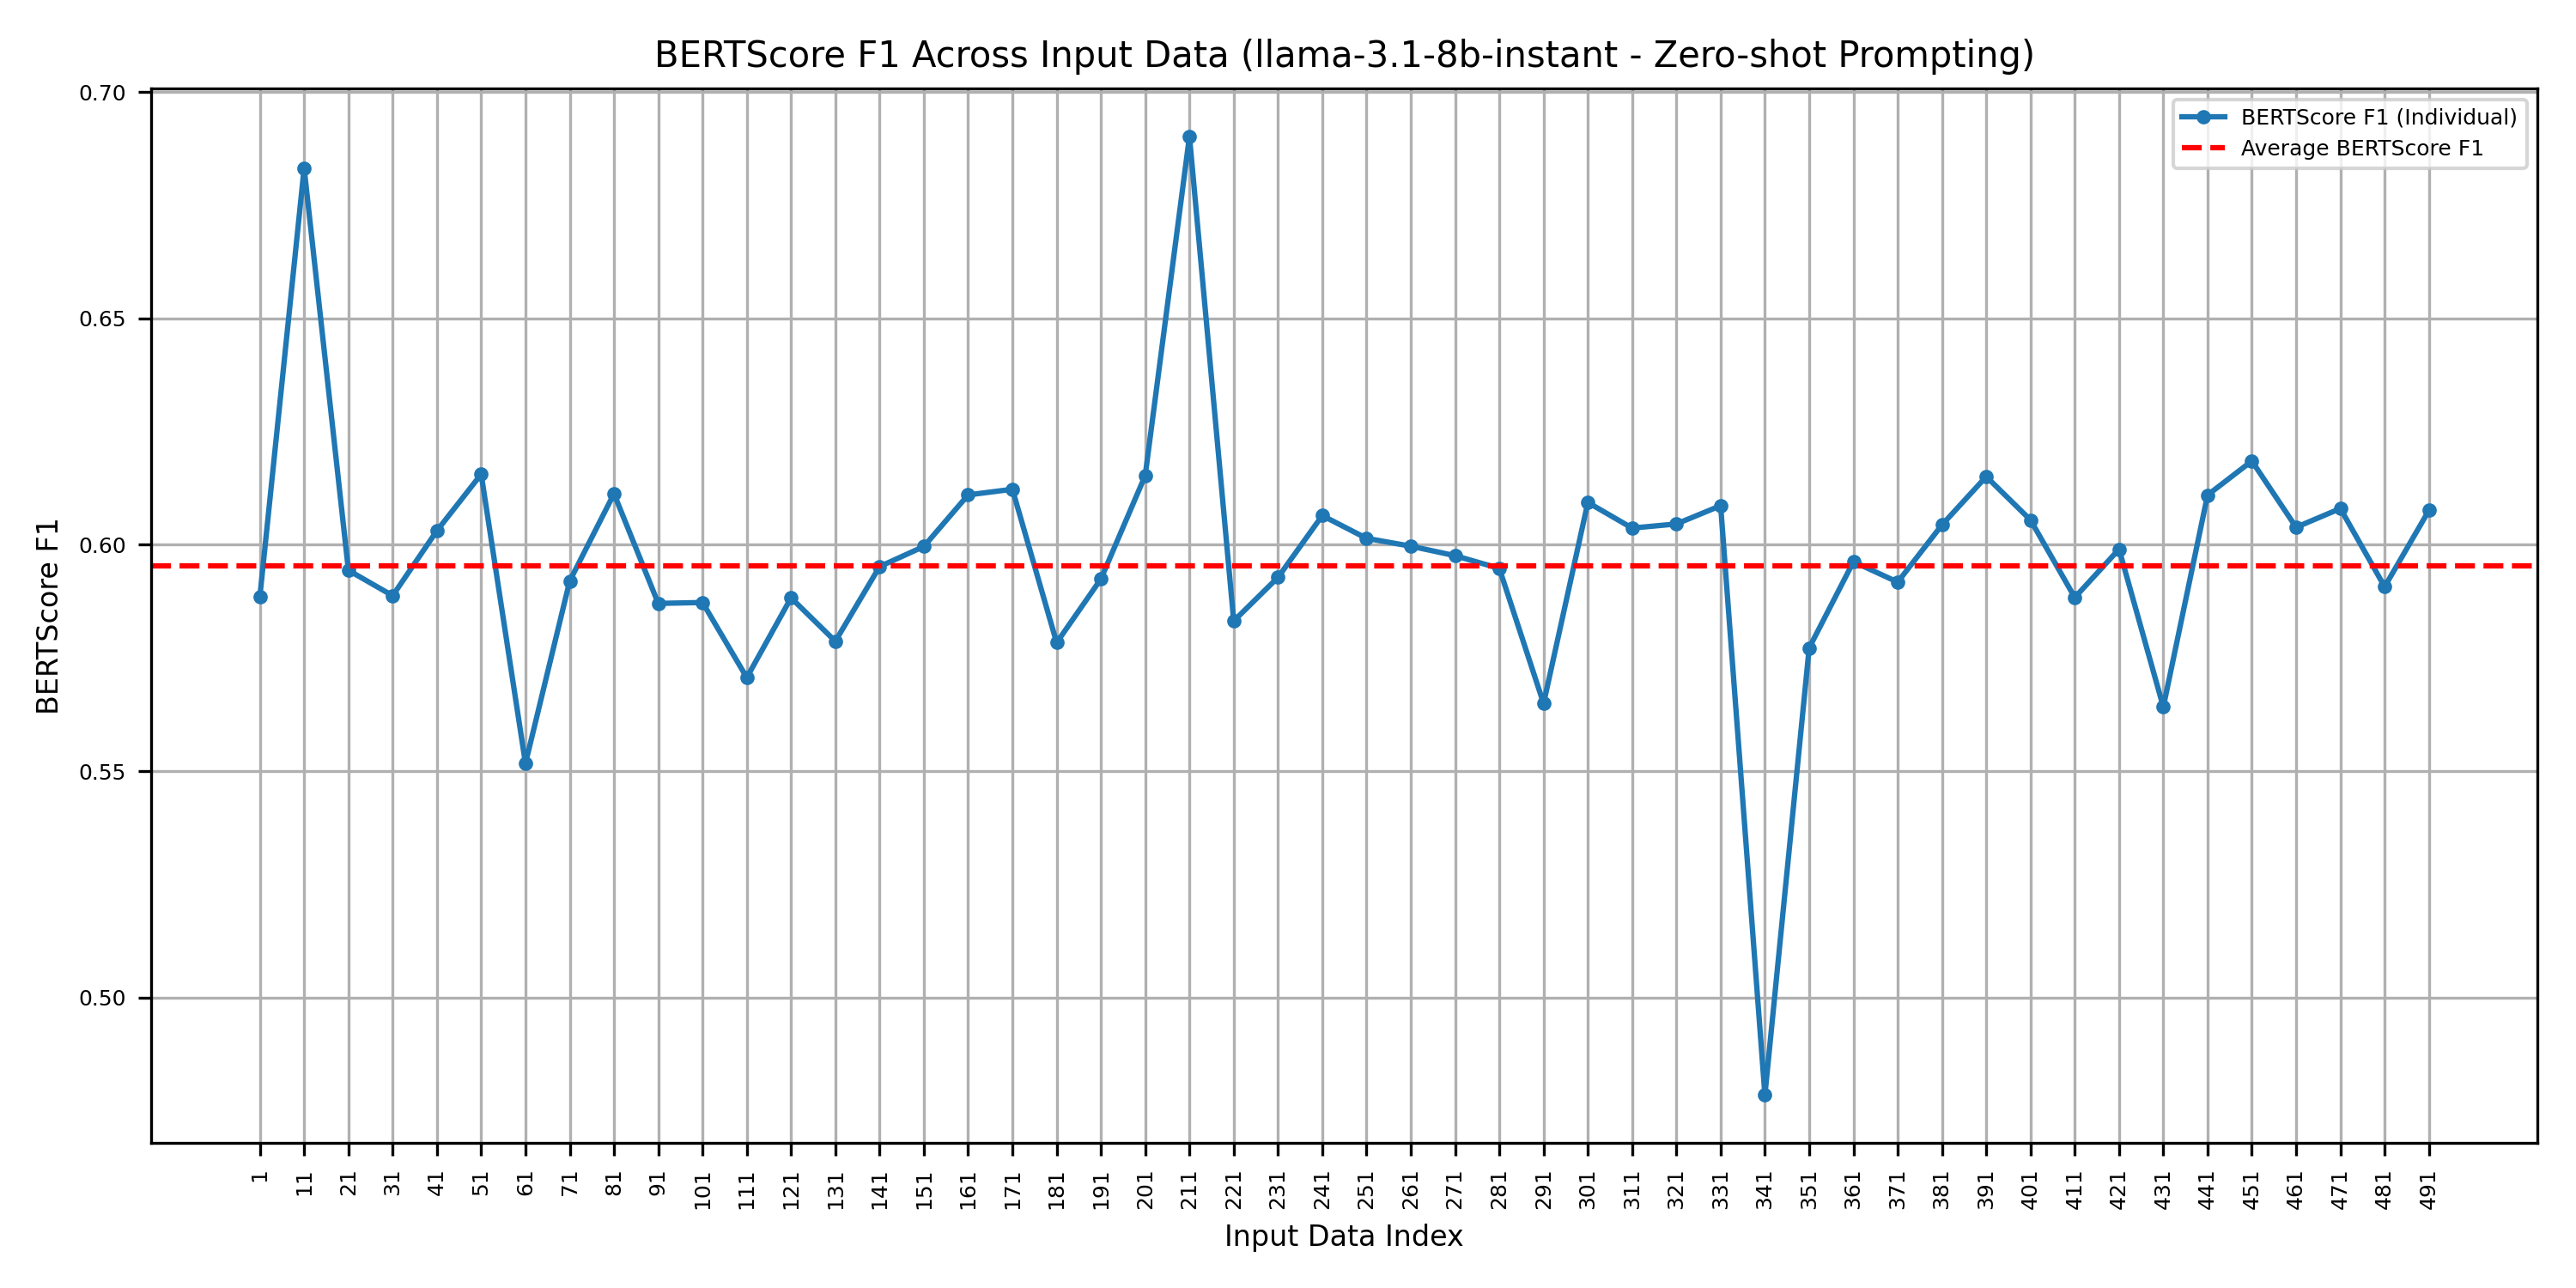 BERTScore F1 Across Input Data (llama-3.1-8b-instant - Zero-shot Prompting)
BERTScore F1 (Individual)
Average BERTScore F1
BERTScore F1
0.70
0.65
0.60
0.55
0.50
1 11 21 31 41 51 61 71 81 91 101 111 121 131 141 151 161 171 181 191 201 211 221 231 241 251 261 271 281 291 301 311 321 331 341 351 361 371 381 391 401 411 421 431 441 451 461 471 481 491
Input Data Index